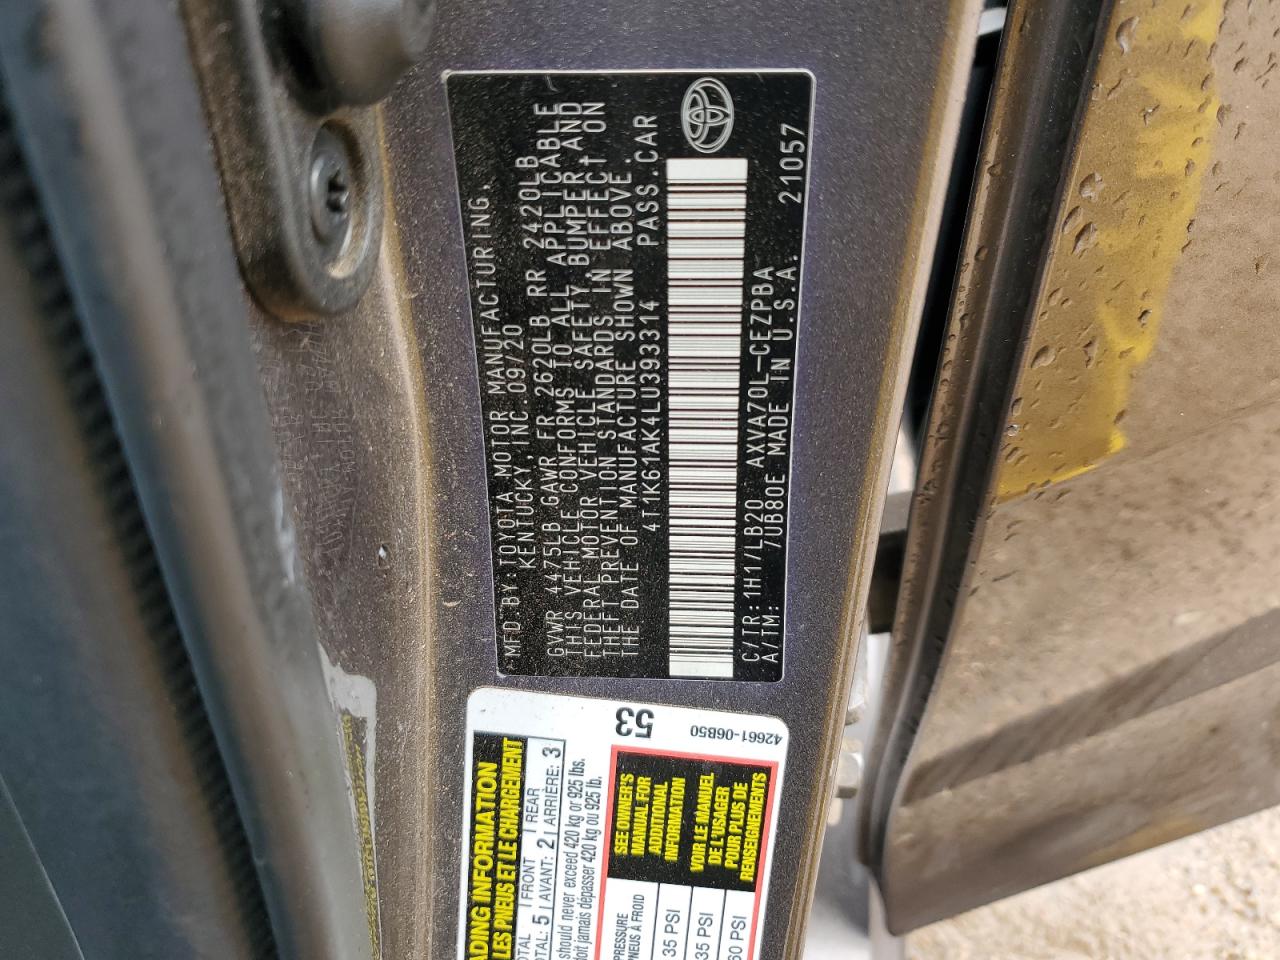 MFD BY: TOYOTA MOTOR MANUFACTURING,
KENTUCKY, INC. 09/20
GVWR 4475LB GAWR FR 2620LB RR 2420LB
THIS VEHICLE CONFORMS TO ALL APPLICABLE
FEDERAL MOTOR VEHICLE SAFETY, BUMPER, AND
THEFT PREVENTION STANDARDS IN EFFECT ON
THE DATE OF MANUFACTURE SHOWN ABOVE.
4T1K61AK4LU393314 PASS.CAR
C/TR: 1H1/LB20 AXVA70L-CEZPBA
A/TM: /UB80E MADE IN U.S.A. 21057
53
42661-06B50
ADING INFORMATION
LES PNEUS ET LE CHARGEMENT
OTAL 5 FRONT 2 REAR 3
OTAL: AVANT: ARRIÈRE:
should never exceed 420 kg or 925 lbs.
doit jamais dépasser 420 kg ou 925 lb.
SEE OWNER'S
MANUAL FOR
ADDITIONAL
INFORMATION
VOIR LE MANUEL
DE L'USAGER
POUR PLUS DE
RENSEIGNEMENTS
PRESSURE
PNEUS À FROID
35 PSI
35 PSI
60 PSI